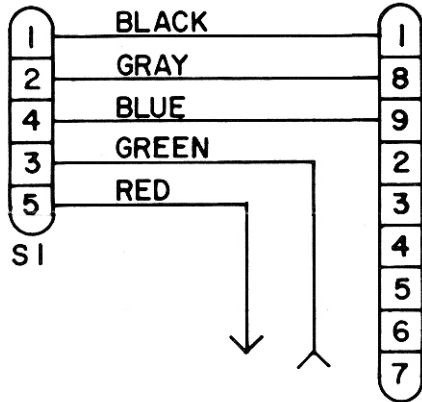 1 BLACK 1
2 GRAY 8
4 BLUE 9
3 GREEN 2
5 RED 3
S1 4
5
6
7